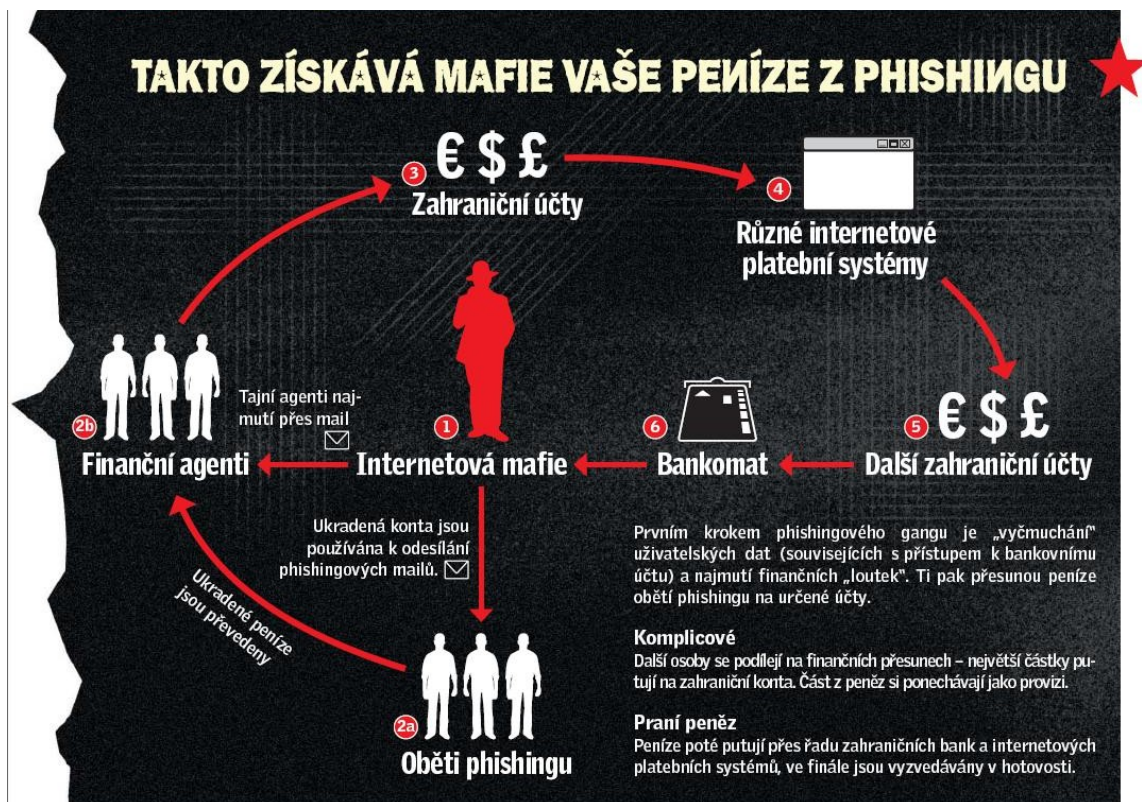 TAKTO ZÍSKÁVÁ MAFIE VAŠE PENÍZE Z PHISHINGU
3
€ $ £
Zahraniční účty
4
Různé internetové
platební systémy
2b
Finanční agenti
Tajní agenti naj-
mutí přes mail
1
Internetová mafie
6
Bankomat
5
€ $ £
Další zahraniční účty
Ukradená konta jsou
používána k odesílání
phishingových mailů.
Ukradené peníze
jsou převedeny
2a
Oběti phishingu
Prvním krokem phishingového gangu je „vyčmuchání"
uživatelských dat (souvisejících s přístupem k bankovnímu
účtu) a najmutí finančních „loutek". Ti pak přesunou peníze
obětí phishingu na určené účty.
Komplicové
Další osoby se podílejí na finančních přesunech – největší částky pu-
tují na zahraniční konta. Část z peněz si ponechávají jako provizi.
Praní peněz
Peníze poté putují přes řadu zahraničních bank a internetových
platebních systémů, ve finále jsou vyzvedávány v hotovosti.